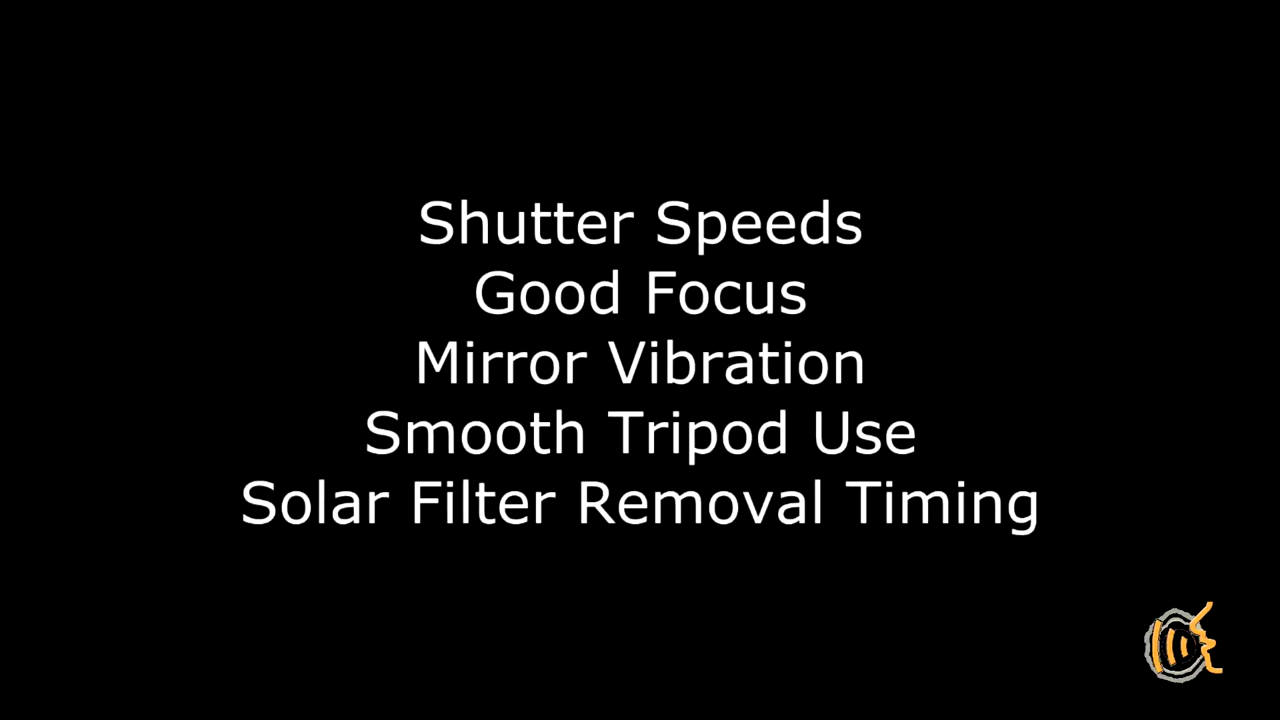 Shutter Speeds
Good Focus
Mirror Vibration
Smooth Tripod Use
Solar Filter Removal Timing